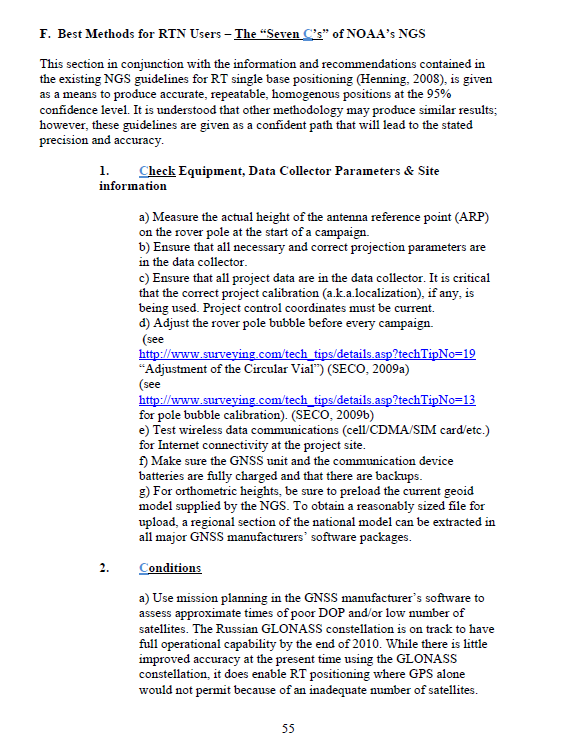 F. Best Methods for RTN Users – The “Seven C’s” of NOAA’s NGS
This section in conjunction with the information and recommendations contained in
the existing NGS guidelines for RT single base positioning (Henning, 2008), is given
as a means to produce accurate, repeatable, homogenous positions at the 95%
confidence level. It is understood that other methodology may produce similar results;
however, these guidelines are given as a confident path that will lead to the stated
precision and accuracy.
1. Check Equipment, Data Collector Parameters & Site
information
a) Measure the actual height of the antenna reference point (ARP)
on the rover pole at the start of a campaign.
b) Ensure that all necessary and correct projection parameters are
in the data collector.
c) Ensure that all project data are in the data collector. It is critical
that the correct project calibration (a.k.a.localization), if any, is
being used. Project control coordinates must be current.
d) Adjust the rover pole bubble before every campaign.
(see
http://www.surveying.com/tech_tips/details.asp?techTipNo=19
“Adjustment of the Circular Vial”) (SECO, 2009a)
(see
http://www.surveying.com/tech_tips/details.asp?techTipNo=13
for pole bubble calibration). (SECO, 2009b)
e) Test wireless data communications (cell/CDMA/SIM card/etc.)
for Internet connectivity at the project site.
f) Make sure the GNSS unit and the communication device
batteries are fully charged and that there are backups.
g) For orthometric heights, be sure to preload the current geoid
model supplied by the NGS. To obtain a reasonably sized file for
upload, a regional section of the national model can be extracted in
all major GNSS manufacturers’ software packages.
2. Conditions
a) Use mission planning in the GNSS manufacturer’s software to
assess approximate times of poor DOP and/or low number of
satellites. The Russian GLONASS constellation is on track to have
full operational capability by the end of 2010. While there is little
improved accuracy at the present time using the GLONASS
constellation, it does enable RT positioning where GPS alone
would not permit because of an inadequate number of satellites.
55